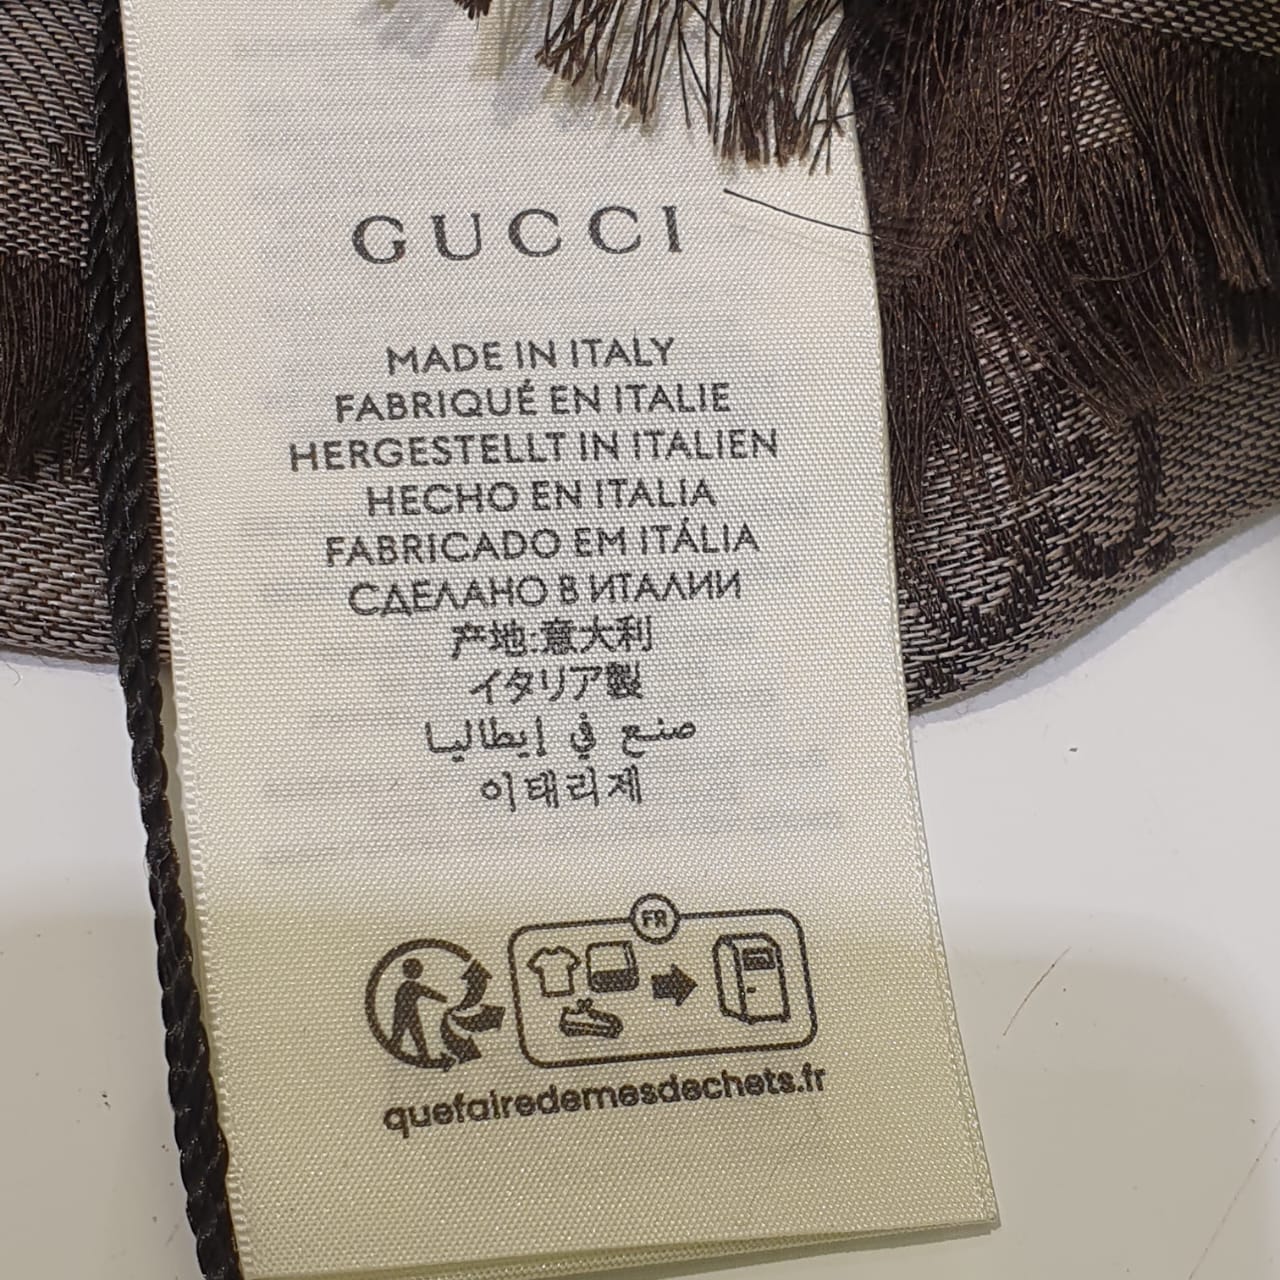 GUCCI
MADE IN ITALY
FABRIQUÉ EN ITALIE
HERGESTELLT IN ITALIEN
HECHO EN ITALIA
FABRICADO EM ITÁLIA
СДЕЛАНО В ИТАЛИИ
产地:意大利
イタリア製
صنع في إيطاليا
이태리제
FR
quefairedemesdechets.fr